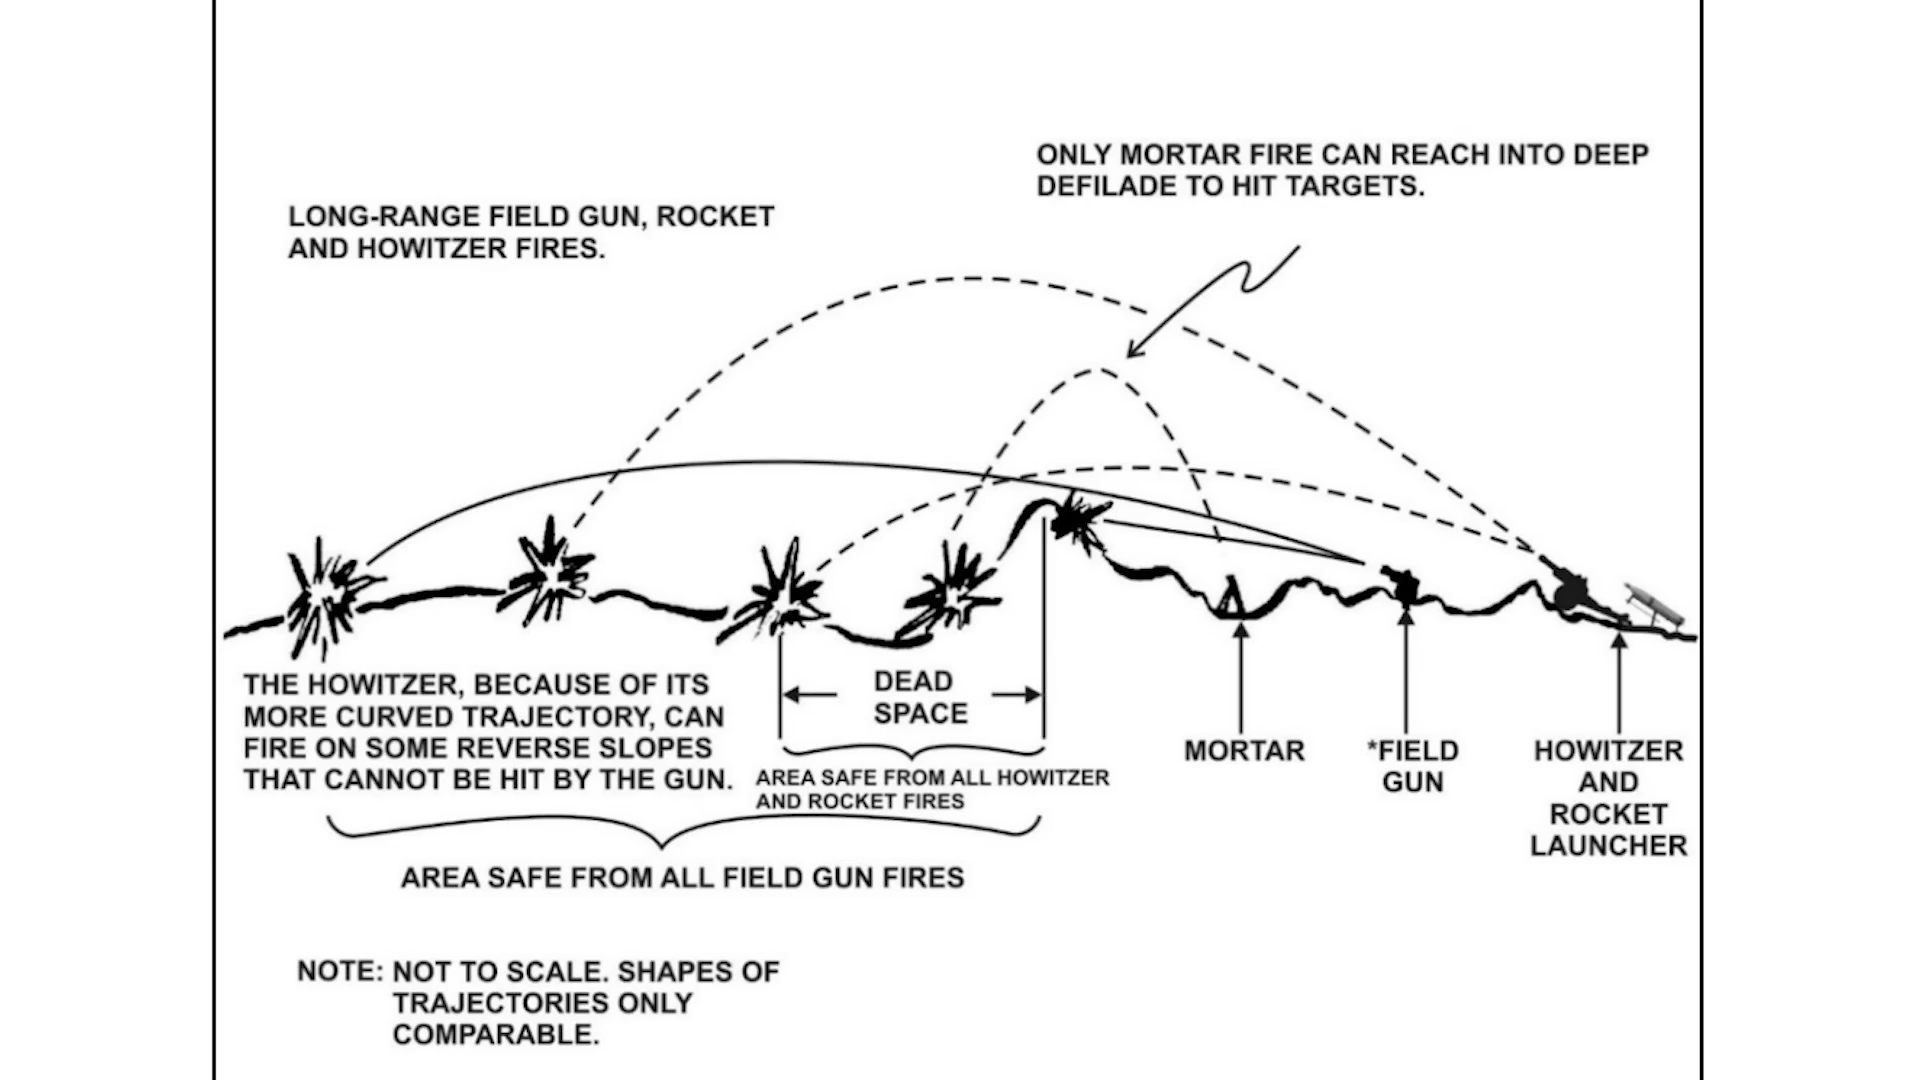 ONLY MORTAR FIRE CAN REACH INTO DEEP
DEFILADE TO HIT TARGETS.
LONG-RANGE FIELD GUN, ROCKET
AND HOWITZER FIRES.
THE HOWITZER, BECAUSE OF ITS
MORE CURVED TRAJECTORY, CAN
FIRE ON SOME REVERSE SLOPES
THAT CANNOT BE HIT BY THE GUN.
DEAD
SPACE
AREA SAFE FROM ALL HOWITZER
AND ROCKET FIRES
MORTAR
*FIELD
GUN
HOWITZER
AND
ROCKET
LAUNCHER
AREA SAFE FROM ALL FIELD GUN FIRES
NOTE: NOT TO SCALE. SHAPES OF
TRAJECTORIES ONLY
COMPARABLE.